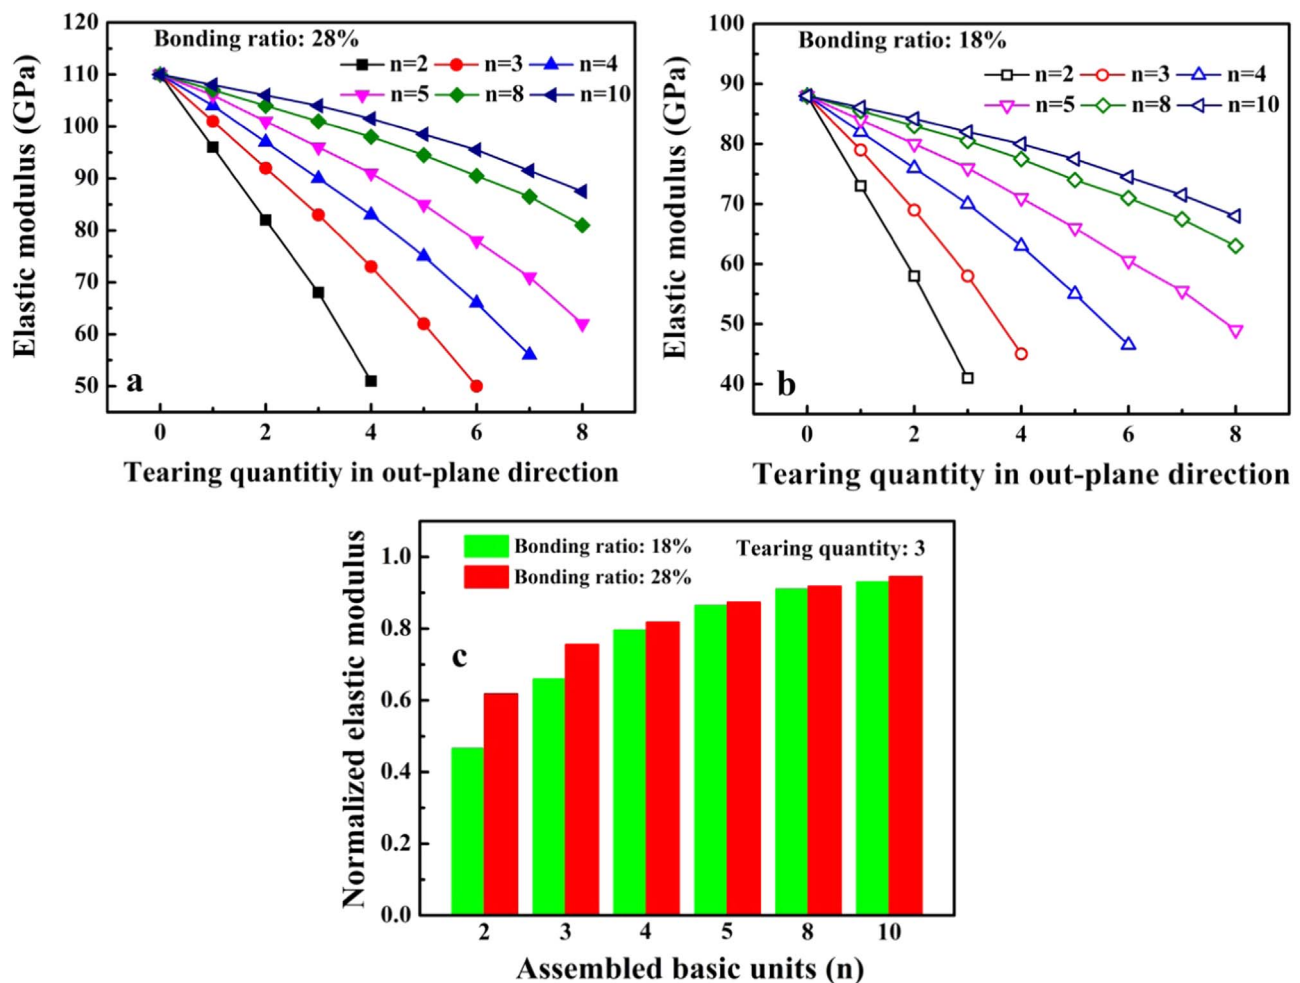 Bonding ratio: 28%
n=2 n=3 n=4
n=5 n=8 n=10
120
110
100
90
80
70
60
50
Elastic modulus (GPa)
a
0 2 4 6 8
Tearing quantitiy in out-plane direction
Bonding ratio: 18%
n=2 n=3 n=4
n=5 n=8 n=10
100
90
80
70
60
50
40
Elastic modulus (GPa)
b
0 2 4 6 8
Tearing quantity in out-plane direction
Bonding ratio: 18%
Bonding ratio: 28%
Tearing quantity: 3
1.0
0.8
0.6
0.4
0.2
0.0
Normalized elastic modulus
c
2 3 4 5 8 10
Assembled basic units (n)